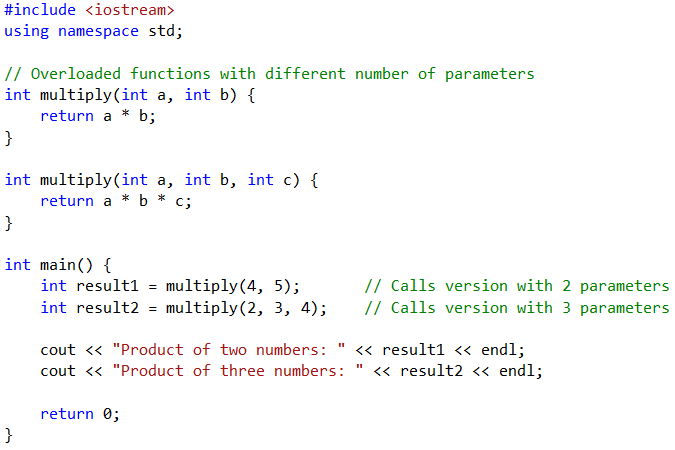 #include <iostream>
using namespace std;

// Overloaded functions with different number of parameters
int multiply(int a, int b) {
    return a * b;
}

int multiply(int a, int b, int c) {
    return a * b * c;
}

int main() {
    int result1 = multiply(4, 5);       // Calls version with 2 parameters
    int result2 = multiply(2, 3, 4);    // Calls version with 3 parameters

    cout << "Product of two numbers: " << result1 << endl;
    cout << "Product of three numbers: " << result2 << endl;

    return 0;
}